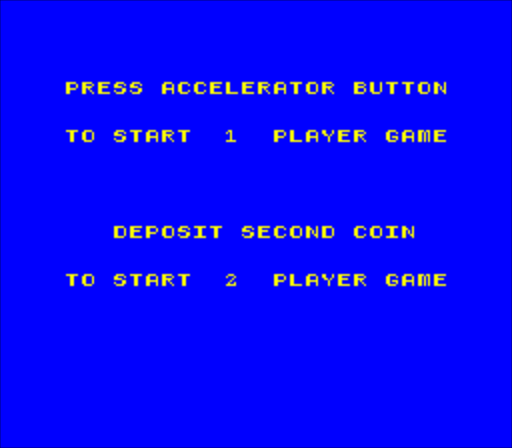 PRESS ACCELERATOR BUTTON
TO START 1 PLAYER GAME
DEPOSIT SECOND COIN
TO START 2 PLAYER GAME